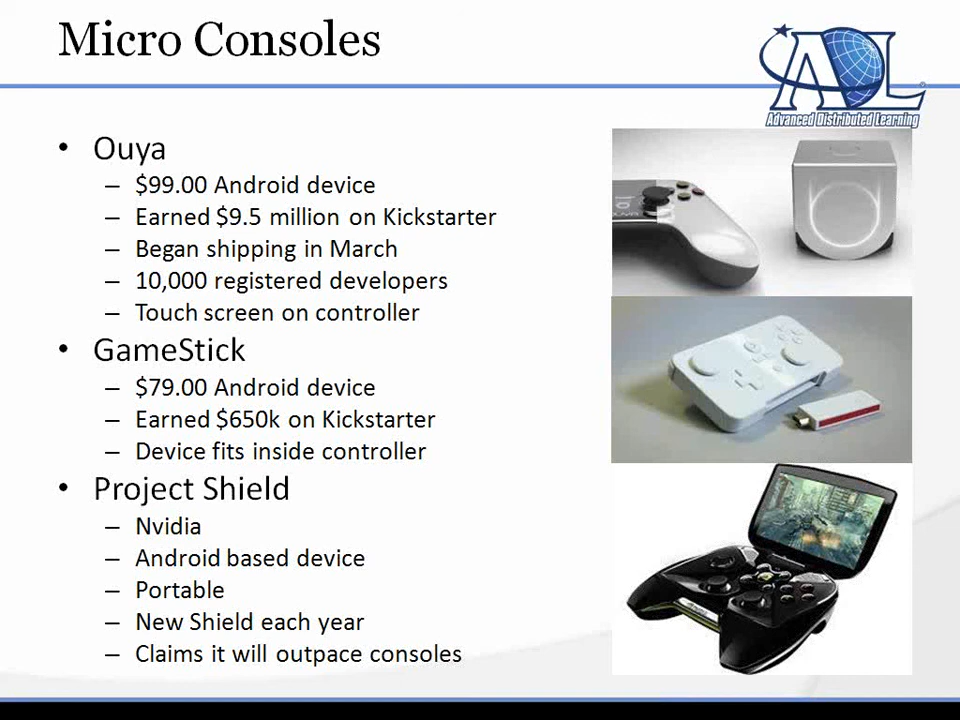 Micro Consoles
ADL
Advanced Distributed Learning
• Ouya
– $99.00 Android device
– Earned $9.5 million on Kickstarter
– Began shipping in March
– 10,000 registered developers
– Touch screen on controller
• GameStick
– $79.00 Android device
– Earned $650k on Kickstarter
– Device fits inside controller
• Project Shield
– Nvidia
– Android based device
– Portable
– New Shield each year
– Claims it will outpace consoles